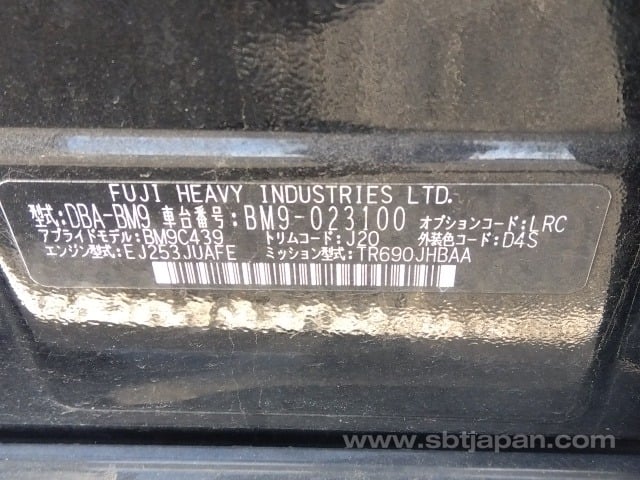 FUJI HEAVY INDUSTRIES LTD.
型式:DBA-BM9 車台番号:BM9-023100 オプションコード:LRC
アプライドモデル:BM9C439 トリムコード:J20 外装色コード:D4S
エンジン型式:EJ253JUAFE ミッション型式:TR690JHBAA
www.sbtjapan.com